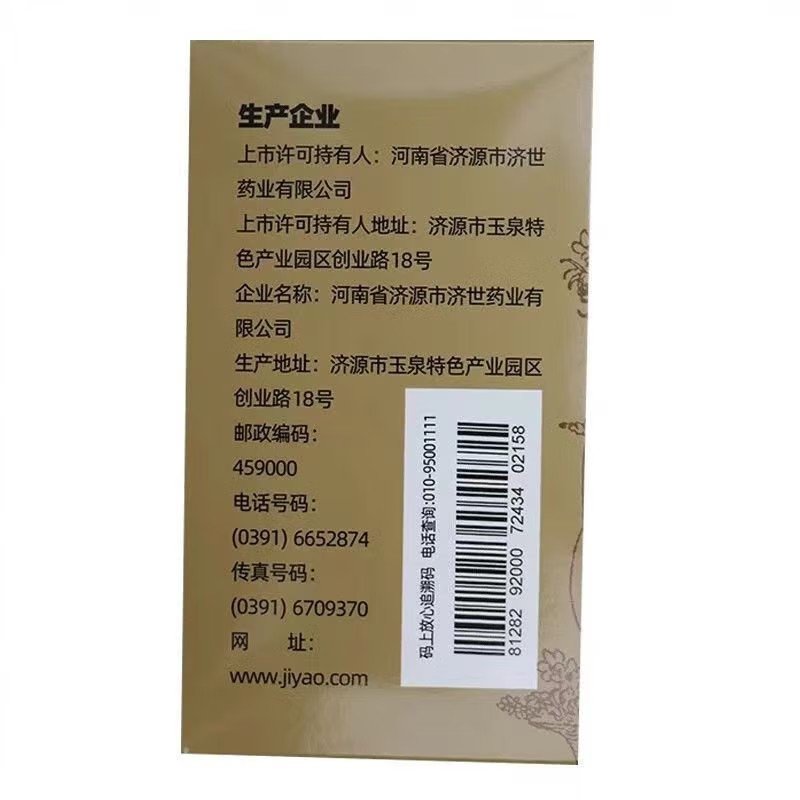 生产企业
上市许可持有人：河南省济源市济世
药业有限公司
上市许可持有人地址：济源市玉泉特
色产业园区创业路18号
企业名称：河南省济源市济世药业有
限公司
生产地址：济源市玉泉特色产业园区
创业路18号
邮政编码：
459000
电话号码：
(0391) 6652874
传真号码：
(0391) 6709370
网 址：
www.jiyao.com
码上放心追溯码 电话查询:010-95001111
81282 92000 72434 02158